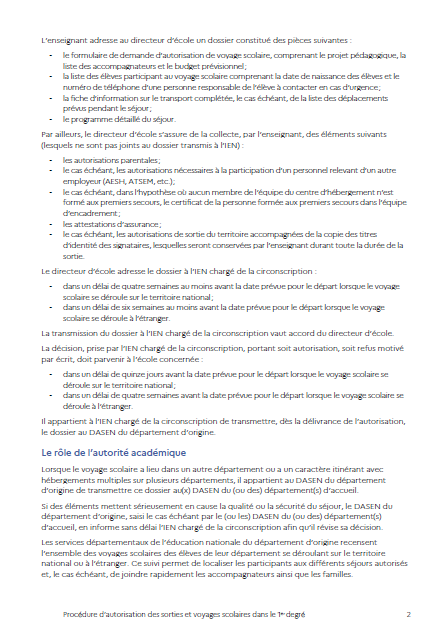 L'enseignant adresse au directeur d'école un dossier constitué des pièces suivantes :
- le formulaire de demande d'autorisation de voyage scolaire, comprenant le projet pédagogique, la
liste des accompagnateurs et le budget prévisionnel ;
- la liste des élèves participant au voyage scolaire comprenant la date de naissance des élèves et le
numéro de téléphone d'une personne responsable de l'élève à contacter en cas d'urgence ;
- la fiche d'information sur le transport complétée, le cas échéant, de la liste des déplacements
prévus pendant le séjour ;
- le programme détaillé du séjour.
Par ailleurs, le directeur d'école s'assure de la collecte, par l'enseignant, des éléments suivants
(lesquels ne sont pas joints au dossier transmis à l'IEN) :
- les autorisations parentales ;
- le cas échéant, les autorisations nécessaires à la participation d'un personnel relevant d'un autre
employeur (AESH, ATSEM, etc.) ;
- le cas échéant, dans l'hypothèse où aucun membre de l'équipe du centre d'hébergement n'est
formé aux premiers secours, le certificat de la personne formée aux premiers secours dans l'équipe
d'encadrement ;
- les attestations d'assurance ;
- le cas échéant, les autorisations de sortie du territoire accompagnées de la copie des titres
d'identité des signataires, lesquelles seront conservées par l'enseignant durant toute la durée de la
sortie.
Le directeur d'école adresse le dossier à l'IEN chargé de la circonscription :
- dans un délai de quatre semaines au moins avant la date prévue pour le départ lorsque le voyage
scolaire se déroule sur le territoire national ;
- dans un délai de six semaines au moins avant la date prévue pour le départ lorsque le voyage
scolaire se déroule à l'étranger.
La transmission du dossier à l'IEN chargé de la circonscription vaut accord du directeur d'école.
La décision, prise par l'IEN chargé de la circonscription, portant soit autorisation, soit refus motivé
par écrit, doit parvenir à l'école concernée :
- dans un délai de quinze jours avant la date prévue pour le départ lorsque le voyage scolaire se
déroule sur le territoire national ;
- dans un délai de quatre semaines avant la date prévue pour le départ lorsque le voyage scolaire se
déroule à l'étranger.
Il appartient à l'IEN chargé de la circonscription de transmettre, dès la délivrance de l'autorisation,
le dossier au DASEN du département d'origine.
Le rôle de l'autorité académique
Lorsque le voyage scolaire a lieu dans un autre département ou a un caractère itinérant avec
hébergements multiples sur plusieurs départements, il appartient au DASEN du département
d'origine de transmettre ce dossier au(x) DASEN du (ou des) département(s) d'accueil.
Si des éléments mettent sérieusement en cause la qualité ou la sécurité du séjour, le DASEN du
département d'origine, saisi le cas échéant par le (ou les) DASEN du (ou des) département(s)
d'accueil, en informe sans délai l'IEN chargé de la circonscription afin qu'il révise sa décision.
Les services départementaux de l'éducation nationale du département d'origine recensent
l'ensemble des voyages scolaires des élèves de leur département se déroulant sur le territoire
national ou à l'étranger. Ce suivi permet de localiser les participants aux différents séjours autorisés
et, le cas échéant, de joindre rapidement les accompagnateurs ainsi que les familles.
Procédure d'autorisation des sorties et voyages scolaires dans le 1er degré 2